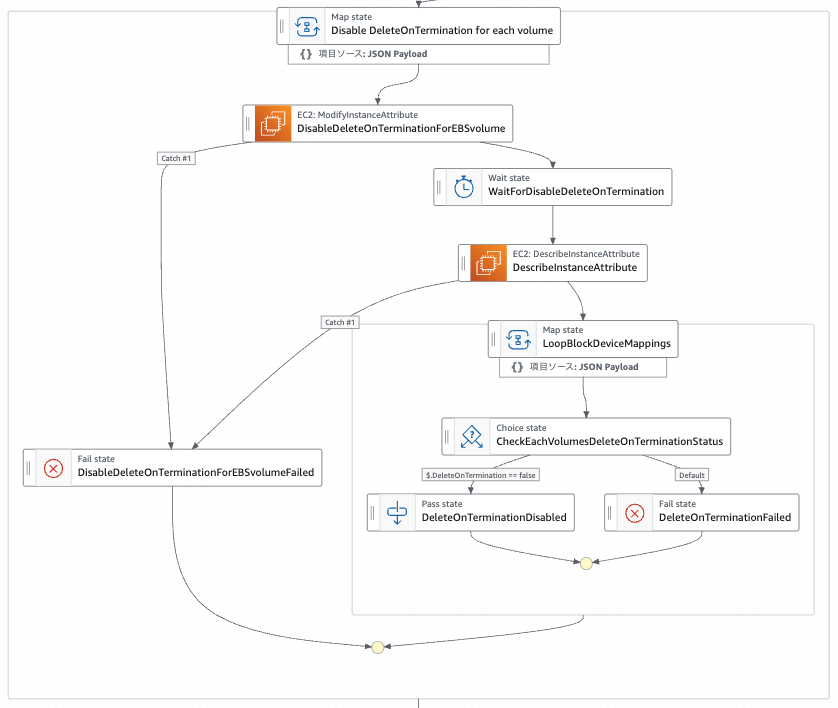 Map state
Disable DeleteOnTermination for each volume
{} 項目ソース: JSON Payload
EC2: ModifyInstanceAttribute
DisableDeleteOnTerminationForEBSvolume
Catch #1
Wait state
WaitForDisableDeleteOnTermination
EC2: DescribeInstanceAttribute
DescribeInstanceAttribute
Catch #1
Map state
LoopBlockDeviceMappings
{} 項目ソース: JSON Payload
Choice state
CheckEachVolumesDeleteOnTerminationStatus
Fail state
DisableDeleteOnTerminationForEBSvolumeFailed
$.DeleteOnTermination == false
Default
Pass state
DeleteOnTerminationDisabled
Fail state
DeleteOnTerminationFailed